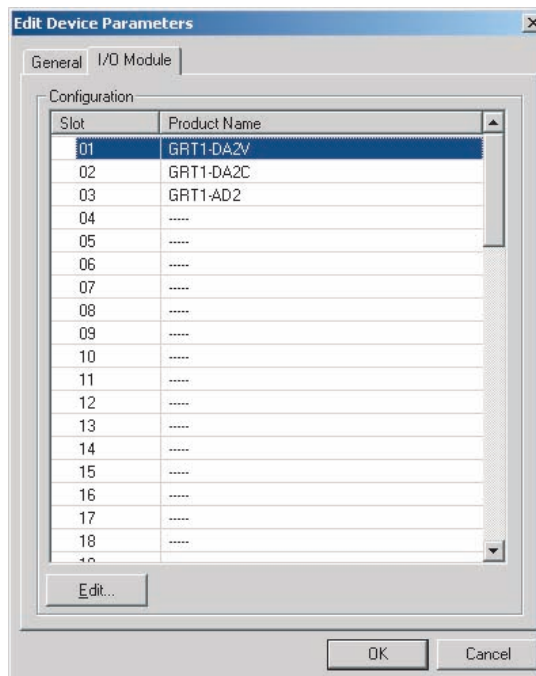 Edit Device Parameters
General I/O Module
Configuration
Slot Product Name
01 GRT1-DA2V
02 GRT1-DA2C
03 GRT1-AD2
04 -----
05 -----
06 -----
07 -----
08 -----
09 -----
10 -----
11 -----
12 -----
13 -----
14 -----
15 -----
16 -----
17 -----
18 -----
Edit...
OK Cancel